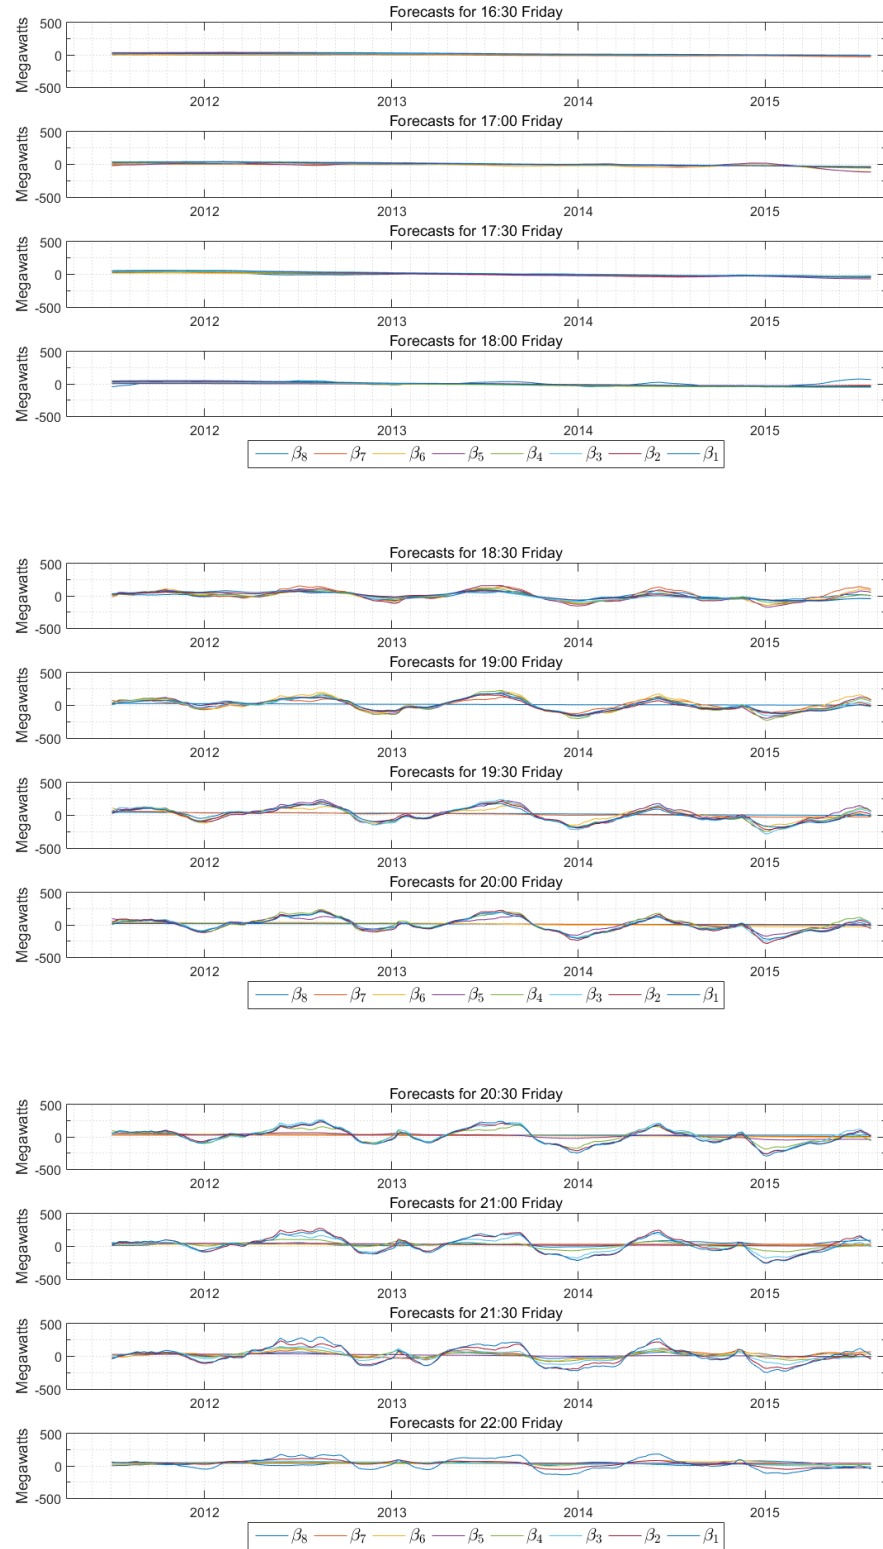 Forecasts for 16:30 Friday
Megawatts
500
0
-500
2012 2013 2014 2015
Forecasts for 17:00 Friday
Megawatts
500
0
-500
2012 2013 2014 2015
Forecasts for 17:30 Friday
Megawatts
500
0
-500
2012 2013 2014 2015
Forecasts for 18:00 Friday
Megawatts
500
0
-500
2012 2013 2014 2015
β8 β7 β6 β5 β4 β3 β2 β1
Forecasts for 18:30 Friday
Megawatts
500
0
-500
2012 2013 2014 2015
Forecasts for 19:00 Friday
Megawatts
500
0
-500
2012 2013 2014 2015
Forecasts for 19:30 Friday
Megawatts
500
0
-500
2012 2013 2014 2015
Forecasts for 20:00 Friday
Megawatts
500
0
-500
2012 2013 2014 2015
β8 β7 β6 β5 β4 β3 β2 β1
Forecasts for 20:30 Friday
Megawatts
500
0
-500
2012 2013 2014 2015
Forecasts for 21:00 Friday
Megawatts
500
0
-500
2012 2013 2014 2015
Forecasts for 21:30 Friday
Megawatts
500
0
-500
2012 2013 2014 2015
Forecasts for 22:00 Friday
Megawatts
500
0
-500
2012 2013 2014 2015
β8 β7 β6 β5 β4 β3 β2 β1